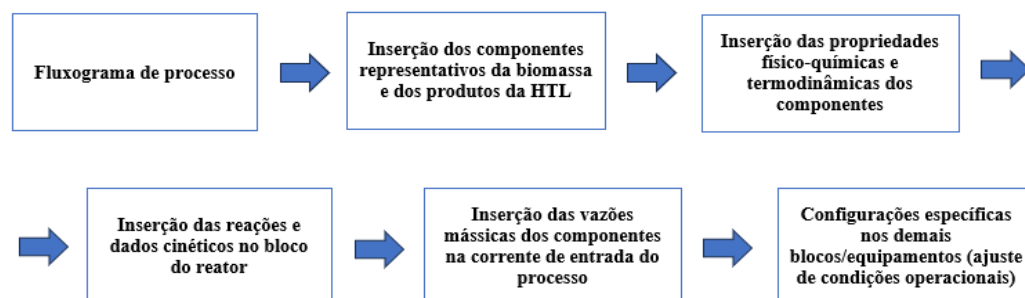 Fluxograma de processo
Inserção dos componentes
representativos da biomassa
e dos produtos da HTL
Inserção das propriedades
físico-químicas e
termodinâmicas dos
componentes
Inserção das reações e
dados cinéticos no bloco
do reator
Inserção das vazões
mássicas dos componentes
na corrente de entrada do
processo
Configurações específicas
nos demais
blocos/equipamentos (ajuste
de condições operacionais)